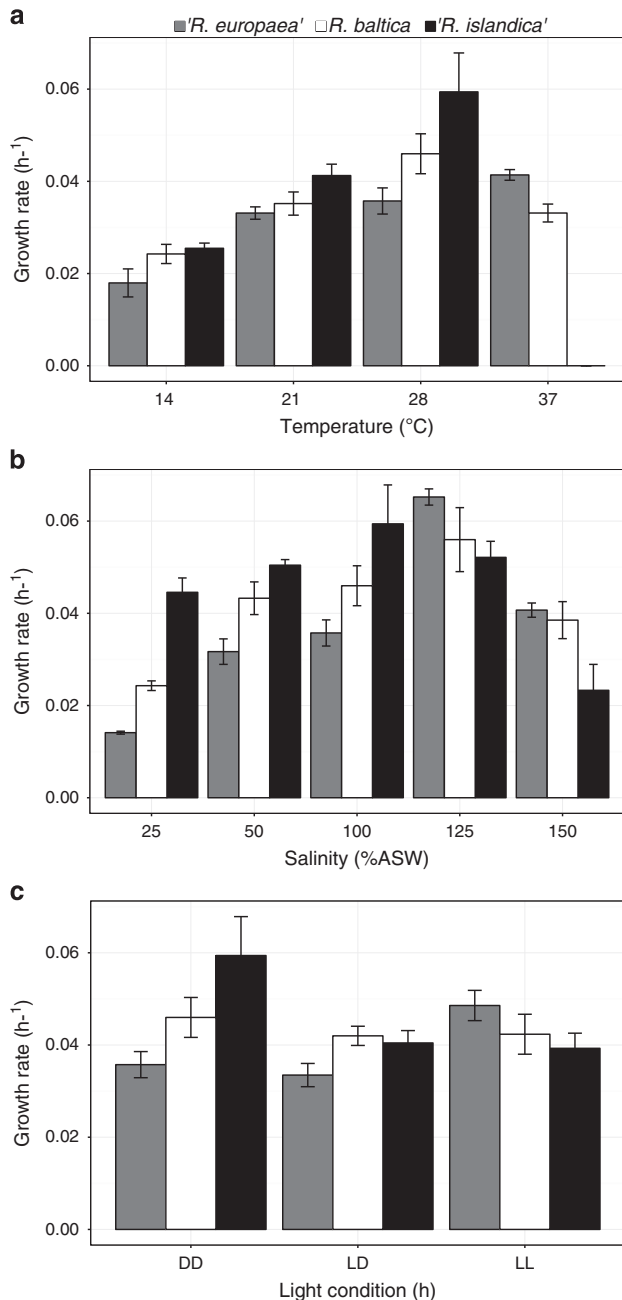 a
'R. europaea' R. baltica 'R. islandica'
0.06
0.04
0.02
0.00
Growth rate (h-1)
14 21 28 37
Temperature (°C)
b
0.06
0.04
0.02
0.00
Growth rate (h-1)
25 50 100 125 150
Salinity (%ASW)
c
0.06
0.04
0.02
0.00
Growth rate (h-1)
DD LD LL
Light condition (h)